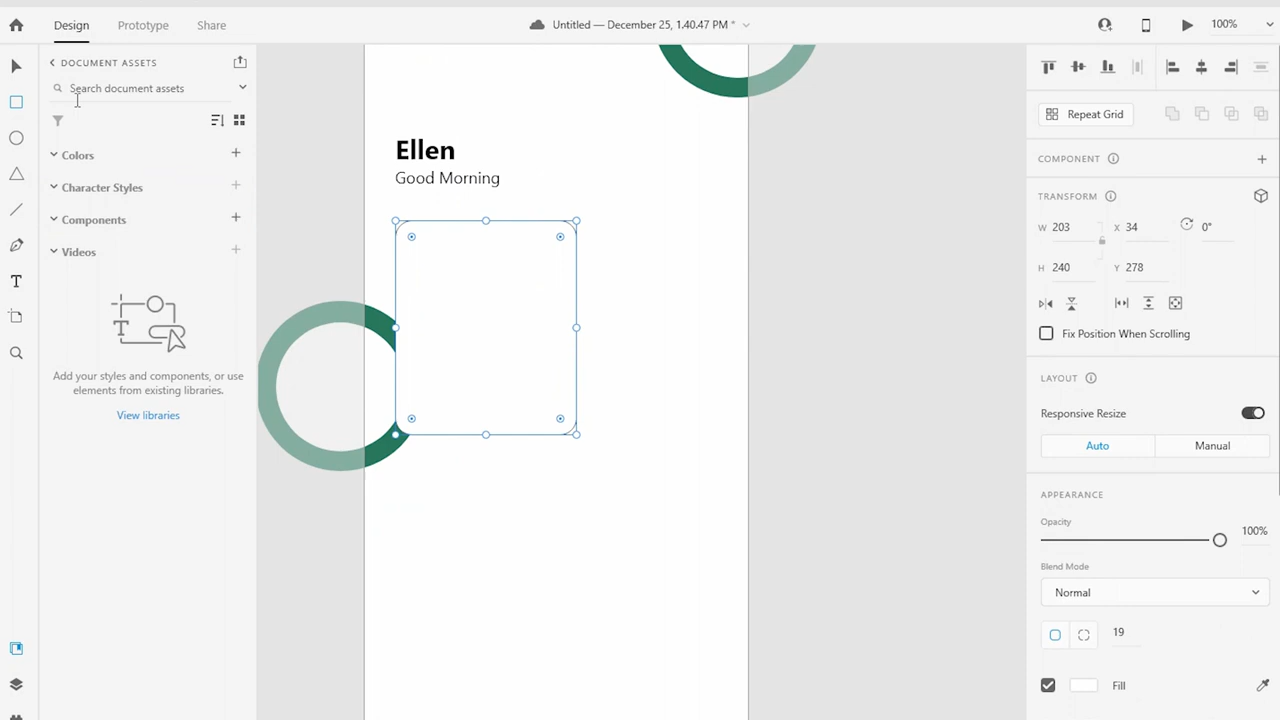 Design Prototype Share Untitled — December 25, 1.40.47 PM * 100%
DOCUMENT ASSETS
Search document assets
Colors
Character Styles
Components
Videos
Add your styles and components, or use
elements from existing libraries.
View libraries
T
Ellen
Good Morning
Repeat Grid
COMPONENT
TRANSFORM
W 203 X 34 0°
H 240 Y 278
Fix Position When Scrolling
LAYOUT
Responsive Resize
Auto Manual
APPEARANCE
Opacity
100%
Blend Mode
Normal
19
Fill